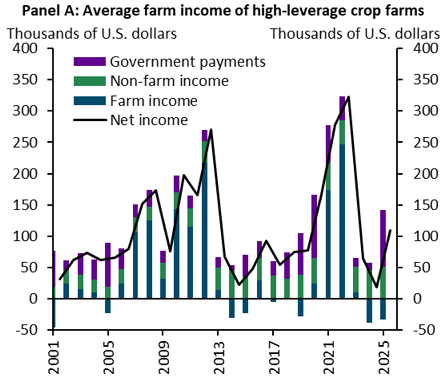 Panel A: Average farm income of high-leverage crop farms
Thousands of U.S. dollars Thousands of U.S. dollars
400 400
350 Government payments 350
300 Non-farm income 300
250 Farm income 250
200 Net income 200
150 150
100 100
50 50
0 0
-50 -50
2001 2005 2009 2013 2017 2021 2025